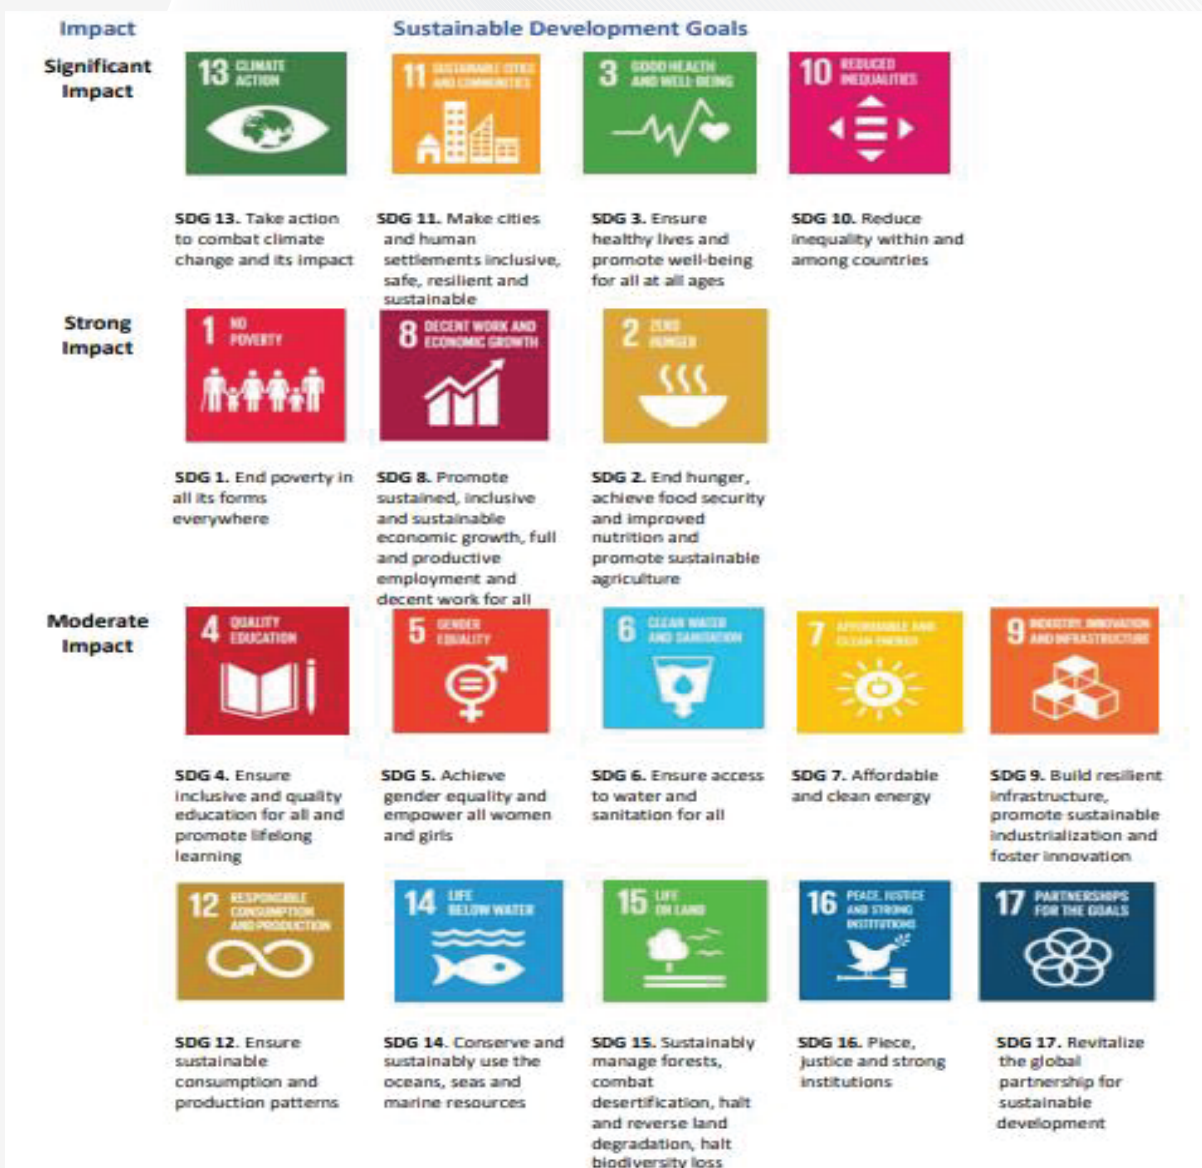 Impact
Sustainable Development Goals
Significant
Impact
13 CLIMATE
ACTION
11 SUSTAINABLE CITIES
AND COMMUNITIES
3 GOOD HEALTH
AND WELL-BEING
10 REDUCED
INEQUALITIES
SDG 13. Take action
to combat climate
change and its impact
SDG 11. Make cities
and human
settlements inclusive,
safe, resilient and
sustainable
SDG 3. Ensure
healthy lives and
promote well-being
for all at all ages
SDG 10. Reduce
inequality within and
among countries
Strong
Impact
1 NO
POVERTY
8 DECENT WORK AND
ECONOMIC GROWTH
2 ZERO
HUNGER
SDG 1. End poverty in
all its forms
everywhere
SDG 8. Promote
sustained, inclusive
and sustainable
economic growth, full
and productive
employment and
decent work for all
SDG 2. End hunger,
achieve food security
and improved
nutrition and
promote sustainable
agriculture
Moderate
Impact
4 QUALITY
EDUCATION
5 GENDER
EQUALITY
6 CLEAN WATER
AND SANITATION
7 AFFORDABLE AND
CLEAN ENERGY
9 INDUSTRY, INNOVATION
AND INFRASTRUCTURE
SDG 4. Ensure
inclusive and quality
education for all and
promote lifelong
learning
SDG 5. Achieve
gender equality and
empower all women
and girls
SDG 6. Ensure access
to water and
sanitation for all
SDG 7. Affordable
and clean energy
SDG 9. Build resilient
infrastructure,
promote sustainable
industrialization and
foster innovation
12 RESPONSIBLE
CONSUMPTION
AND PRODUCTION
14 LIFE
BELOW WATER
15 LIFE
ON LAND
16 PEACE, JUSTICE
AND STRONG
INSTITUTIONS
17 PARTNERSHIPS
FOR THE GOALS
SDG 12. Ensure
sustainable
consumption and
production patterns
SDG 14. Conserve and
sustainably use the
oceans, seas and
marine resources
SDG 15. Sustainably
manage forests,
combat
desertification, halt
and reverse land
degradation, halt
biodiversity loss
SDG 16. Piece,
justice and strong
institutions
SDG 17. Revitalize
the global
partnership for
sustainable
development